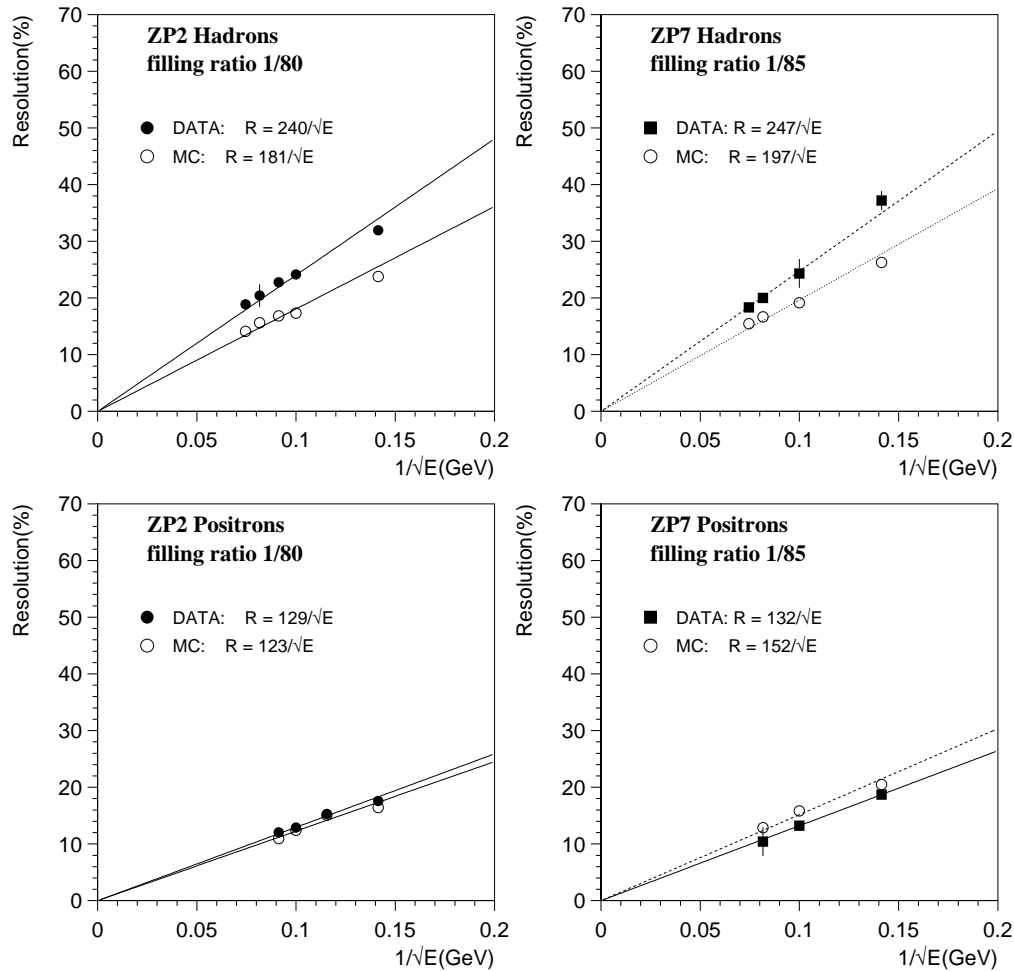 Resolution(%)
70
60
50
40
30
20
10
0
ZP2 Hadrons
filling ratio 1/80
DATA: R = 240/√E
MC: R = 181/√E
0 0.05 0.1 0.15 0.2
1/√E(GeV)
Resolution(%)
70
60
50
40
30
20
10
0
ZP7 Hadrons
filling ratio 1/85
DATA: R = 247/√E
MC: R = 197/√E
0 0.05 0.1 0.15 0.2
1/√E(GeV)
Resolution(%)
70
60
50
40
30
20
10
0
ZP2 Positrons
filling ratio 1/80
DATA: R = 129/√E
MC: R = 123/√E
0 0.05 0.1 0.15 0.2
1/√E(GeV)
Resolution(%)
70
60
50
40
30
20
10
0
ZP7 Positrons
filling ratio 1/85
DATA: R = 132/√E
MC: R = 152/√E
0 0.05 0.1 0.15 0.2
1/√E(GeV)